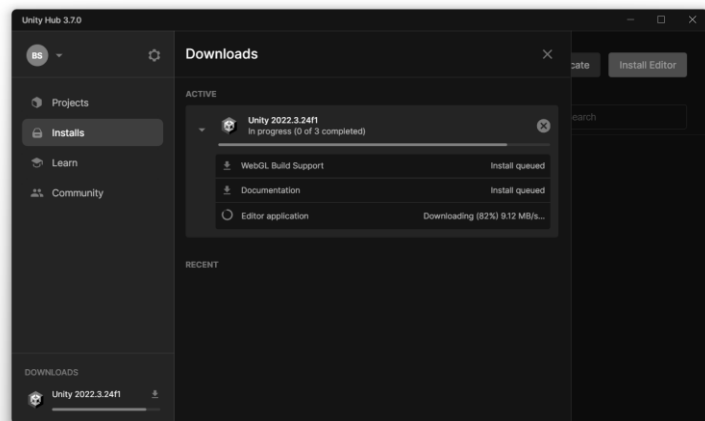 Unity Hub 3.7.0
BS
Projects
Installs
Learn
Community
DOWNLOADS
Unity 2022.3.24f1
Downloads
ACTIVE
Unity 2022.3.24f1
In progress (0 of 3 completed)
WebGL Build Support Install queued
Documentation Install queued
Editor application Downloading (82%) 9.12 MB/s...
RECENT
cate Install Editor
earch